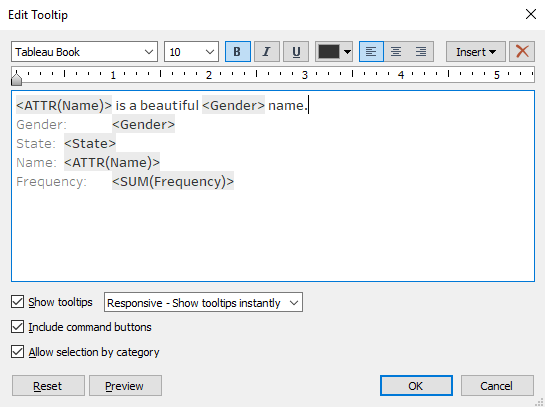 Edit Tooltip
Tableau Book 10 B I U Insert
1 2 3 4 5
<ATTR(Name)> is a beautiful <Gender> name.
Gender: <Gender>
State: <State>
Name: <ATTR(Name)>
Frequency: <SUM(Frequency)>
Show tooltips Responsive - Show tooltips instantly
Include command buttons
Allow selection by category
Reset Preview OK Cancel